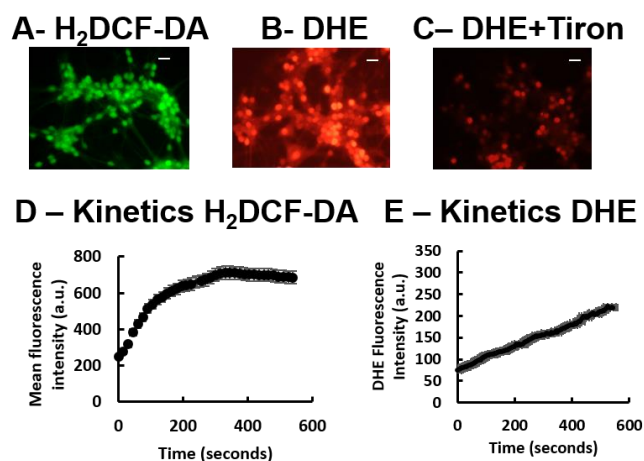 A- H₂DCF-DA
B- DHE
C– DHE+Tiron
D – Kinetics H₂DCF-DA
E – Kinetics DHE
Mean fluorescence
intensity (a.u.)
800
600
400
200
0
0
200
400
600
Time (seconds)
DHE Fluorescence
Intensity (a.u.)
350
300
250
200
150
100
50
0
0
200
400
600
Time (seconds)